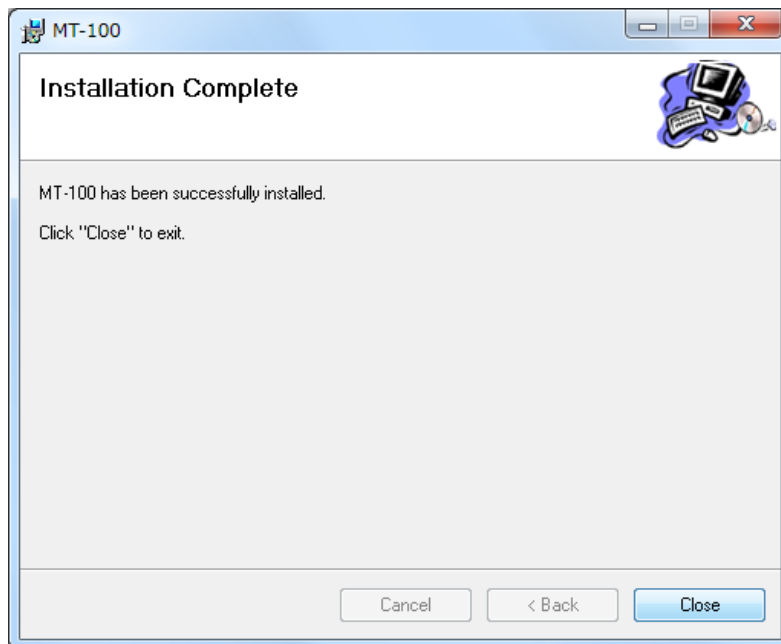 MT-100
Installation Complete
MT-100 has been successfully installed.
Click "Close" to exit.
Cancel
< Back
Close